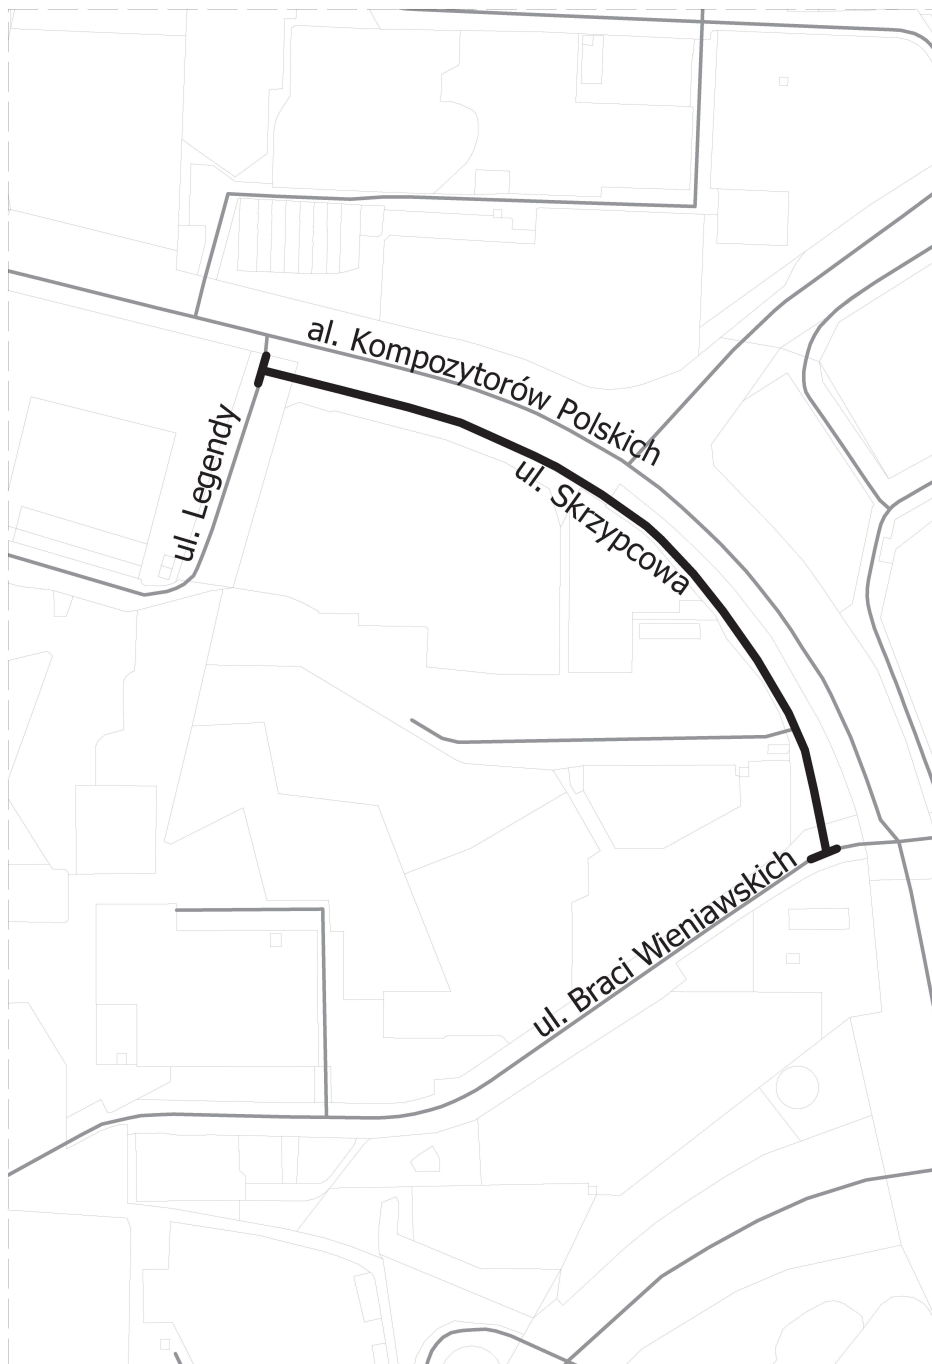 al. Kompozytorów Polskich
ul. Legendy
ul. Skrzypcowa
ul. Braci Wieniawskich